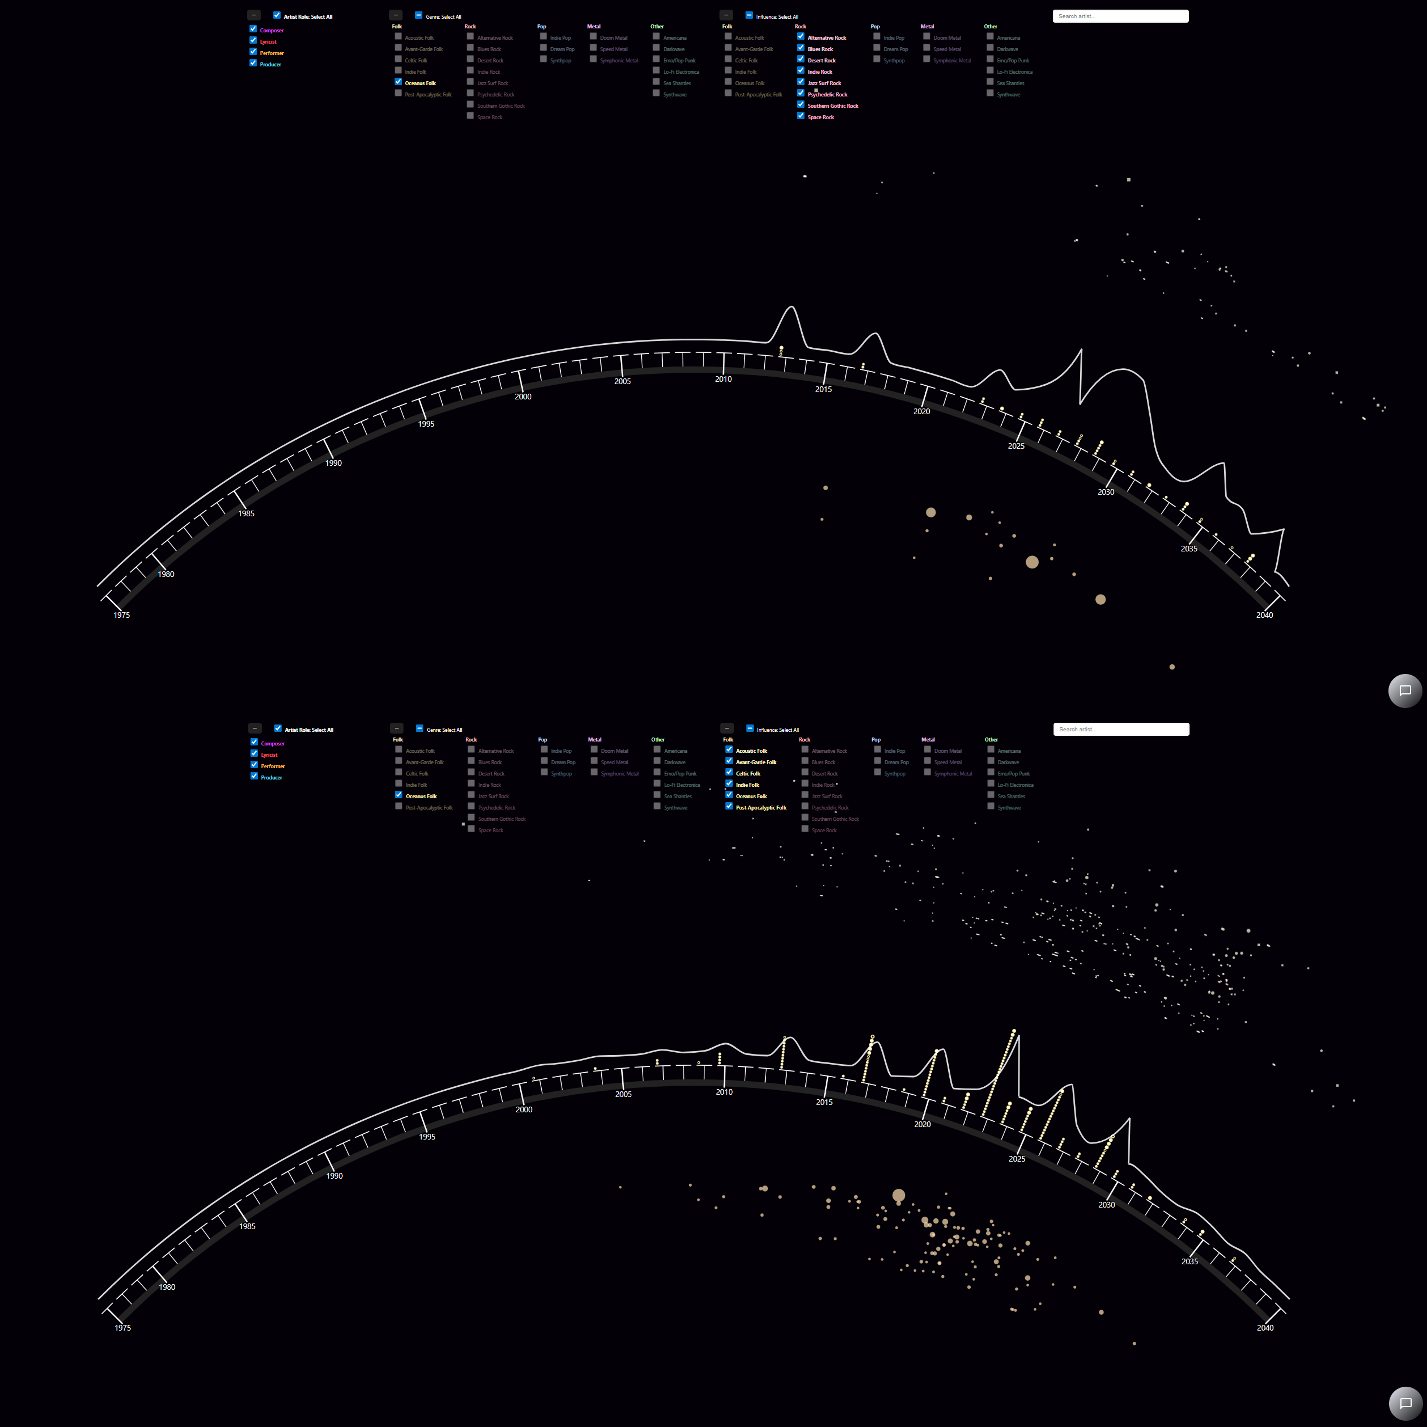 Artist Role: Select All
Composer
Lyricist
Performer
Producer
Genre: Select All
Folk
Acoustic Folk
Avant-Garde Folk
Celtic Folk
Indie Folk
Oceanus Folk
Post-Apocalyptic Folk
Rock
Alternative Rock
Blues Rock
Desert Rock
Indie Rock
Jazz Surf Rock
Psychedelic Rock
Southern Gothic Rock
Space Rock
Pop
Indie Pop
Dream Pop
Synthpop
Metal
Doom Metal
Speed Metal
Symphonic Metal
Other
Americana
Darkwave
Emo/Pop Punk
Lo-Fi Electronica
Sea Shanties
Synthwave
Influence: Select All
Folk
Acoustic Folk
Avant-Garde Folk
Celtic Folk
Indie Folk
Oceanus Folk
Post-Apocalyptic Folk
Rock
Alternative Rock
Blues Rock
Desert Rock
Indie Rock
Jazz Surf Rock
Psychedelic Rock
Southern Gothic Rock
Space Rock
Pop
Indie Pop
Dream Pop
Synthpop
Metal
Doom Metal
Speed Metal
Symphonic Metal
Other
Americana
Darkwave
Emo/Pop Punk
Lo-Fi Electronica
Sea Shanties
Synthwave
Search artist...
1975
1980
1985
1990
1995
2000
2005
2010
2015
2020
2025
2030
2035
2040
Artist Role: Select All
Composer
Lyricist
Performer
Producer
Genre: Select All
Folk
Acoustic Folk
Avant-Garde Folk
Celtic Folk
Indie Folk
Oceanus Folk
Post-Apocalyptic Folk
Rock
Alternative Rock
Blues Rock
Desert Rock
Indie Rock
Jazz Surf Rock
Psychedelic Rock
Southern Gothic Rock
Space Rock
Pop
Indie Pop
Dream Pop
Synthpop
Metal
Doom Metal
Speed Metal
Symphonic Metal
Other
Americana
Darkwave
Emo/Pop Punk
Lo-Fi Electronica
Sea Shanties
Synthwave
Influence: Select All
Folk
Acoustic Folk
Avant-Garde Folk
Celtic Folk
Indie Folk
Oceanus Folk
Post-Apocalyptic Folk
Rock
Alternative Rock
Blues Rock
Desert Rock
Indie Rock
Jazz Surf Rock
Psychedelic Rock
Southern Gothic Rock
Space Rock
Pop
Indie Pop
Dream Pop
Synthpop
Metal
Doom Metal
Speed Metal
Symphonic Metal
Other
Americana
Darkwave
Emo/Pop Punk
Lo-Fi Electronica
Sea Shanties
Synthwave
Search artist...
1975
1980
1985
1990
1995
2000
2005
2010
2015
2020
2025
2030
2035
2040